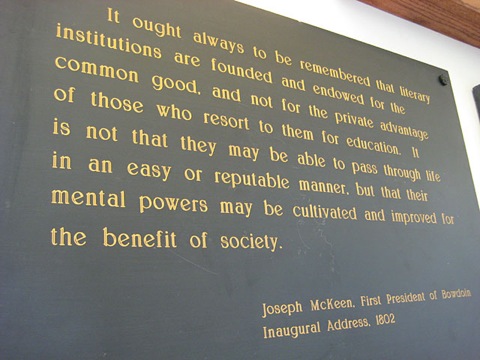 It ought always to be remembered that literary
institutions are founded and endowed for the
common good, and not for the private advantage
of those who resort to them for education. It
is not that they may be able to pass through life
in an easy or reputable manner, but that their
mental powers may be cultivated and improved for
the benefit of society.
Joseph McKeen, First President of Bowdoin
Inaugural Address, 1802